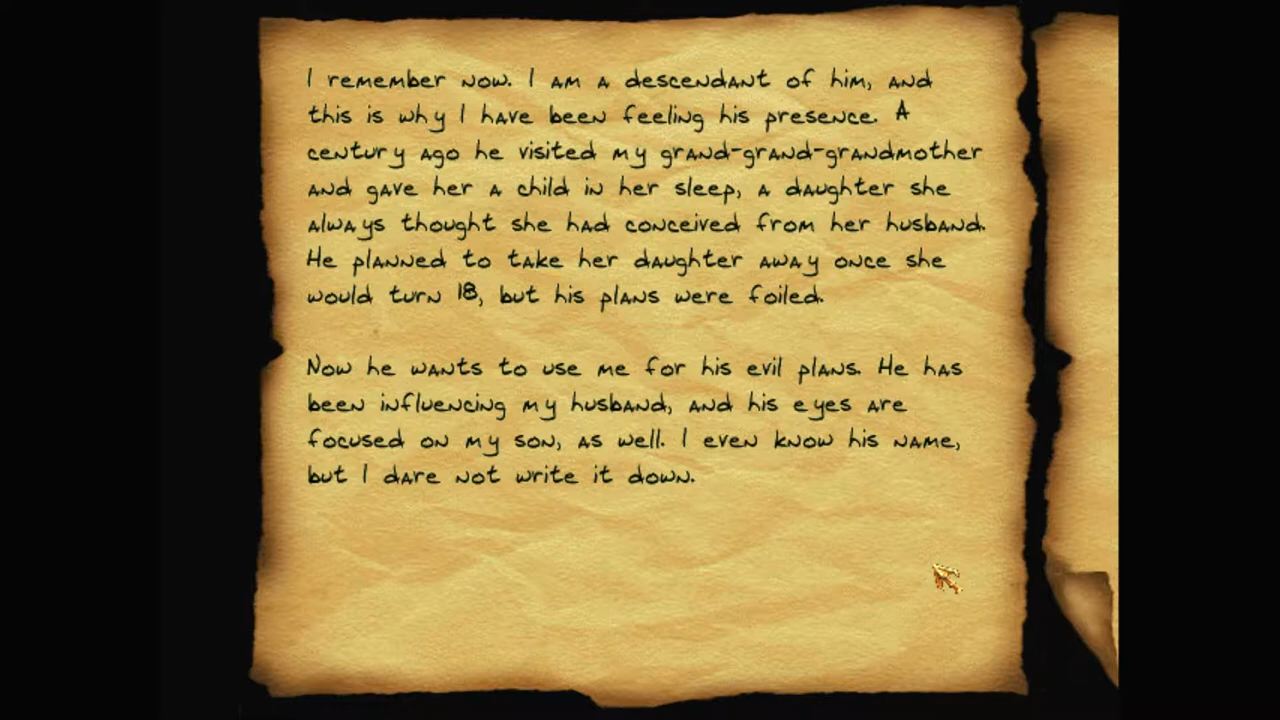 I remember now. I am a descendant of him, and
this is why I have been feeling his presence. A
century ago he visited my grand-grand-grandmother
and gave her a child in her sleep, a daughter she
always thought she had conceived from her husband.
He planned to take her daughter away once she
would turn 18, but his plans were foiled.
Now he wants to use me for his evil plans. He has
been influencing my husband, and his eyes are
focused on my son, as well. I even know his name,
but I dare not write it down.